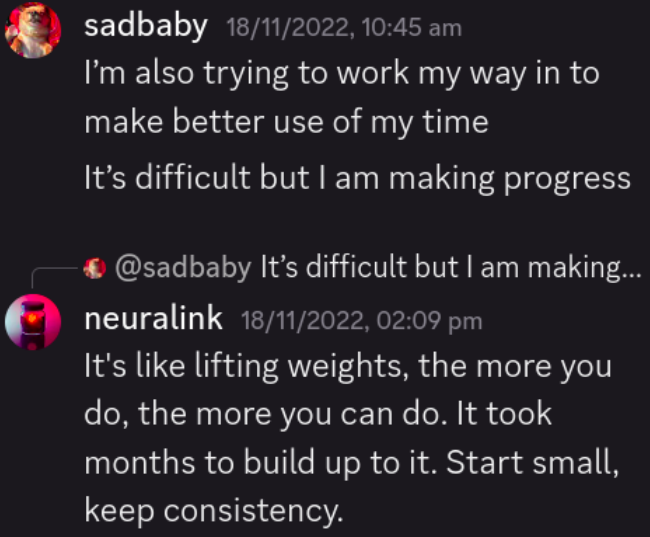 sadbaby 18/11/2022, 10:45 am
I’m also trying to work my way in to
make better use of my time
It’s difficult but I am making progress
@sadbaby It’s difficult but I am making...
neuralink 18/11/2022, 02:09 pm
It's like lifting weights, the more you
do, the more you can do. It took
months to build up to it. Start small,
keep consistency.